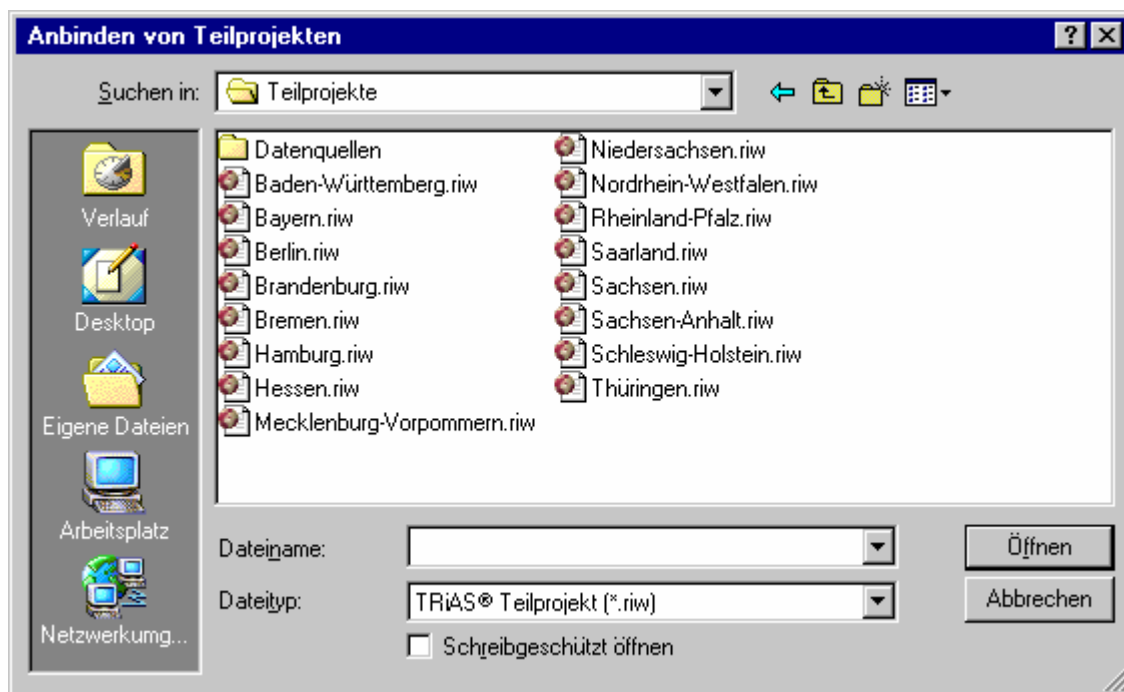 Anbinden von Teilprojekten
Suchen in: Teilprojekte
Verlauf
Desktop
Eigene Dateien
Arbeitsplatz
Netzwerkumg...
Datenquellen
Baden-Württemberg.riw
Bayern.riw
Berlin.riw
Brandenburg.riw
Bremen.riw
Hamburg.riw
Hessen.riw
Mecklenburg-Vorpommern.riw
Niedersachsen.riw
Nordrhein-Westfalen.riw
Rheinland-Pfalz.riw
Saarland.riw
Sachsen.riw
Sachsen-Anhalt.riw
Schleswig-Holstein.riw
Thüringen.riw
Dateiname:
Öffnen
Dateityp: TRiAS® Teilprojekt (*.riw)
Abbrechen
Schreibgeschützt öffnen